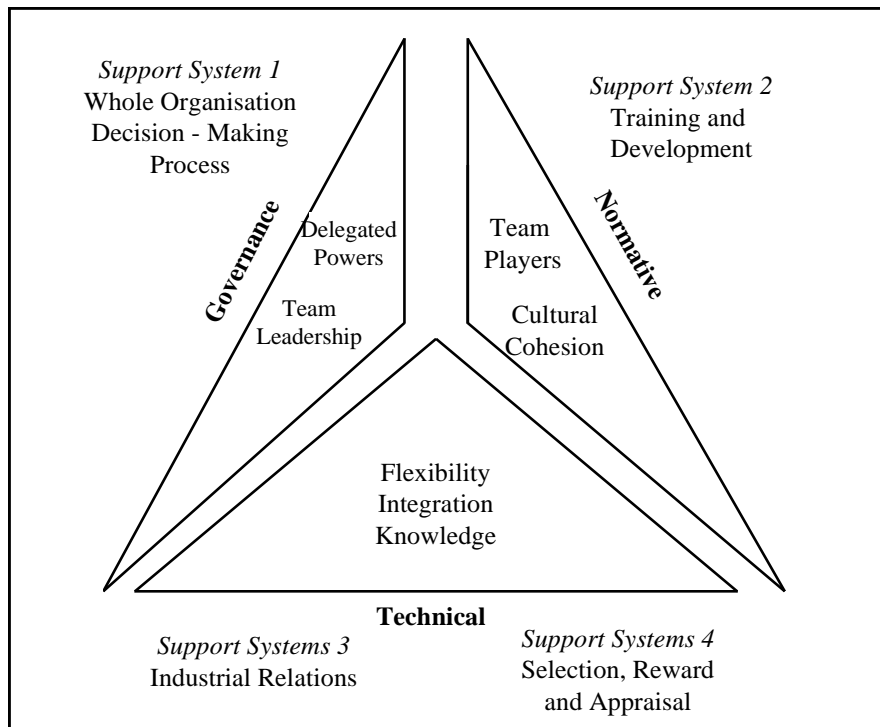 Support System 1
Whole Organisation
Decision - Making
Process
Support System 2
Training and
Development
Governance
Normative
Delegated
Powers
Team
Leadership
Team
Players
Cultural
Cohesion
Flexibility
Integration
Knowledge
Technical
Support Systems 3
Industrial Relations
Support Systems 4
Selection, Reward
and Appraisal